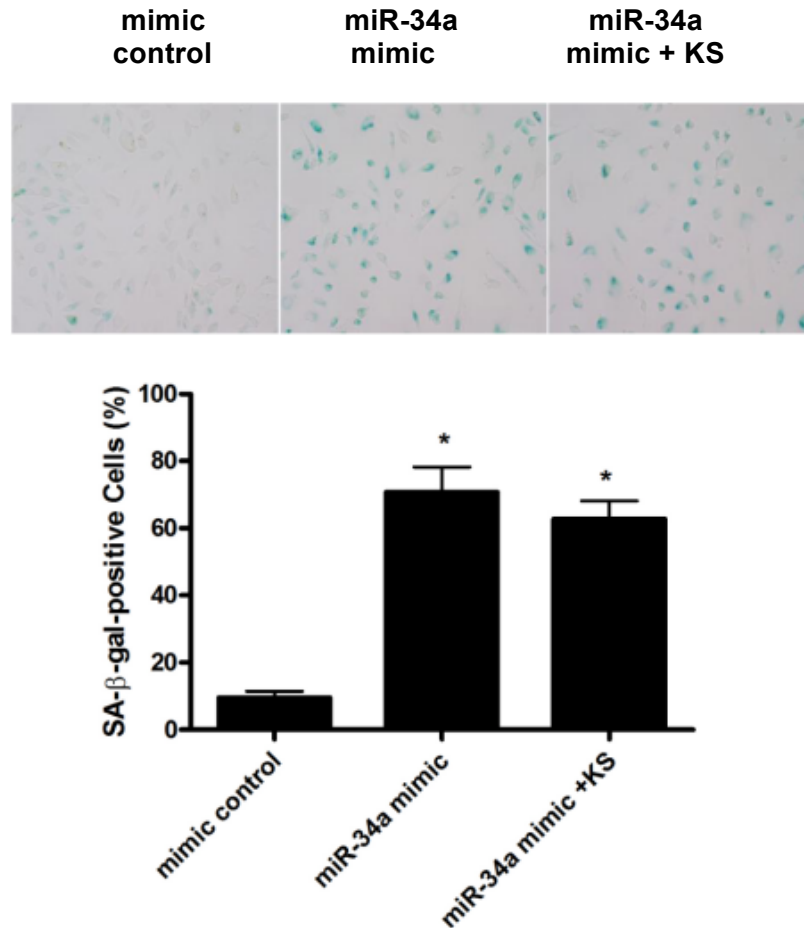 mimic
control
miR-34a
mimic
miR-34a
mimic + KS
SA-β-gal-positive Cells (%)
100
80
60
40
20
0
*
*
mimic control
miR-34a mimic
miR-34a mimic +KS